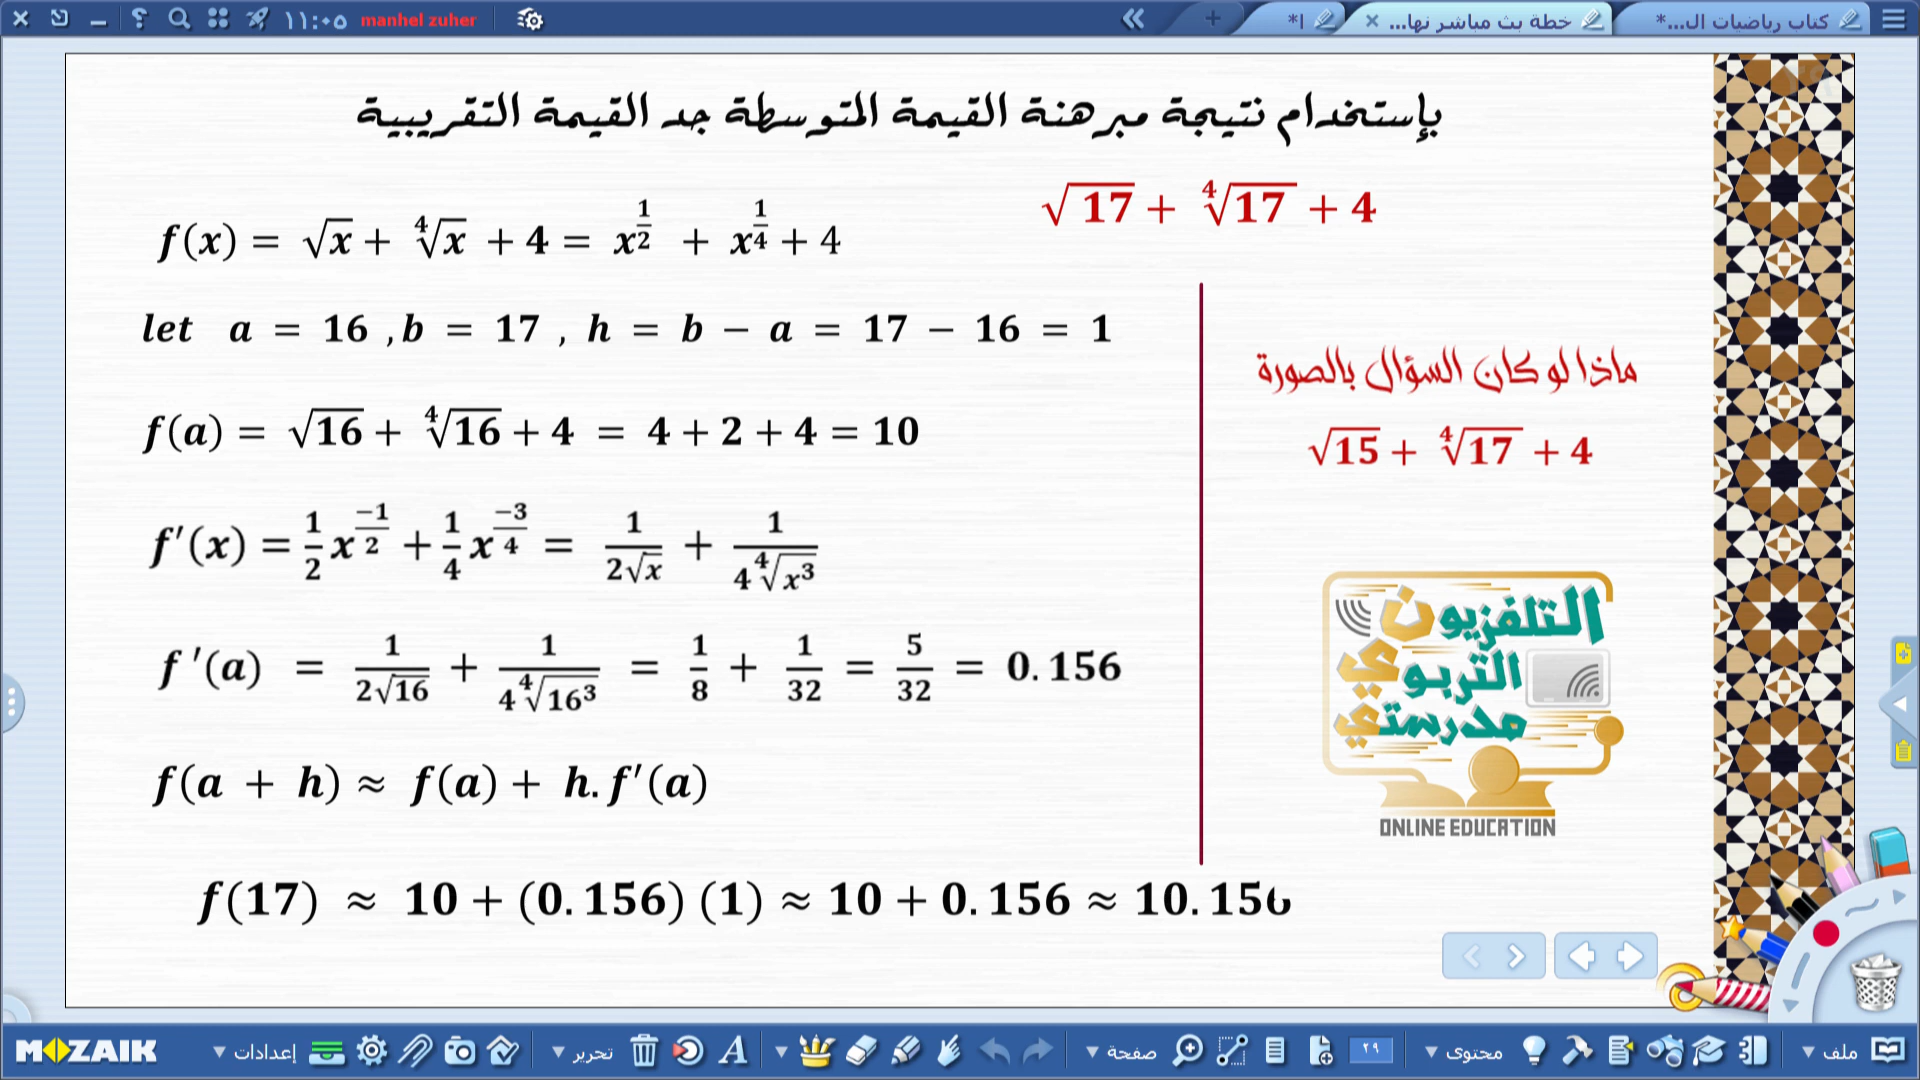 manhel zuher ١١:٠٥
كتاب رياضيات ال...*
خطة بث مباشر نها...
ا*
بإستخدام نتيجة مبرهنة القيمة المتوسطة جد القيمة التقريبية
√17 + ∜17 + 4
f(x) = √x + ∜x + 4 = x^(1/2) + x^(1/4) + 4
let a = 16 , b = 17 , h = b − a = 17 − 16 = 1
f(a) = √16 + ∜16 + 4 = 4 + 2 + 4 = 10
f′(x) = 1/2 x^(−1/2) + 1/4 x^(−3/4) = 1/(2√x) + 1/(4∜x³)
f ′(a) = 1/(2√16) + 1/(4∜16³) = 1/8 + 1/32 = 5/32 = 0.156
f(a + h) ≈ f(a) + h.f′(a)
f(17) ≈ 10 + (0.156)(1) ≈ 10 + 0.156 ≈ 10.156
ماذا لو كان السؤال بالصورة
√15 + ∜17 + 4
التلفزيون
التربوي
مدرستي
ONLINE EDUCATION
MOZAIK
إعدادات
تحرير
صفحة
٢٩
محتوى
ملف